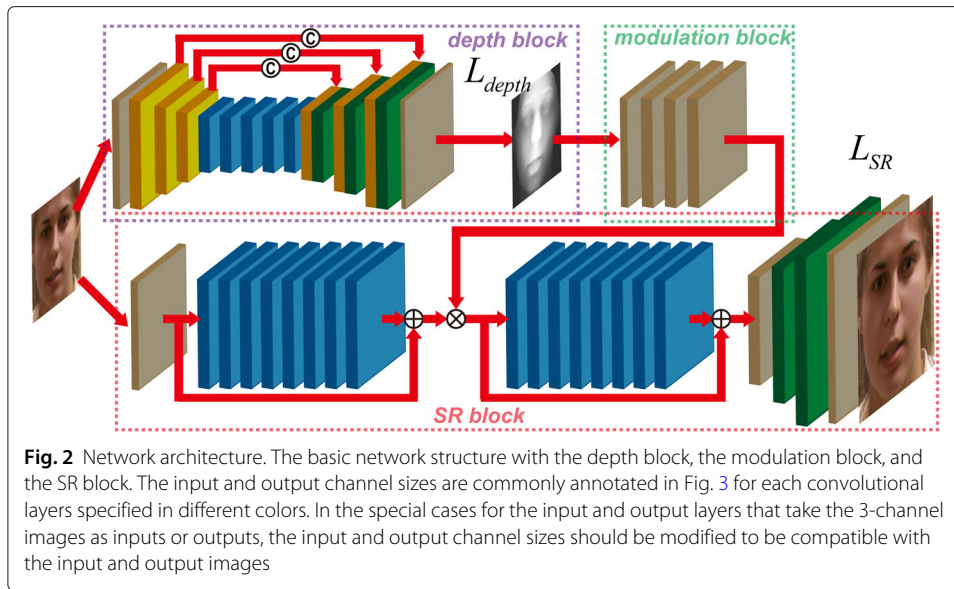 depth block
modulation block
C
C
C
L_depth
L_SR
SR block
Fig. 2 Network architecture. The basic network structure with the depth block, the modulation block, and
the SR block. The input and output channel sizes are commonly annotated in Fig. 3 for each convolutional
layers specified in different colors. In the special cases for the input and output layers that take the 3-channel
images as inputs or outputs, the input and output channel sizes should be modified to be compatible with
the input and output images